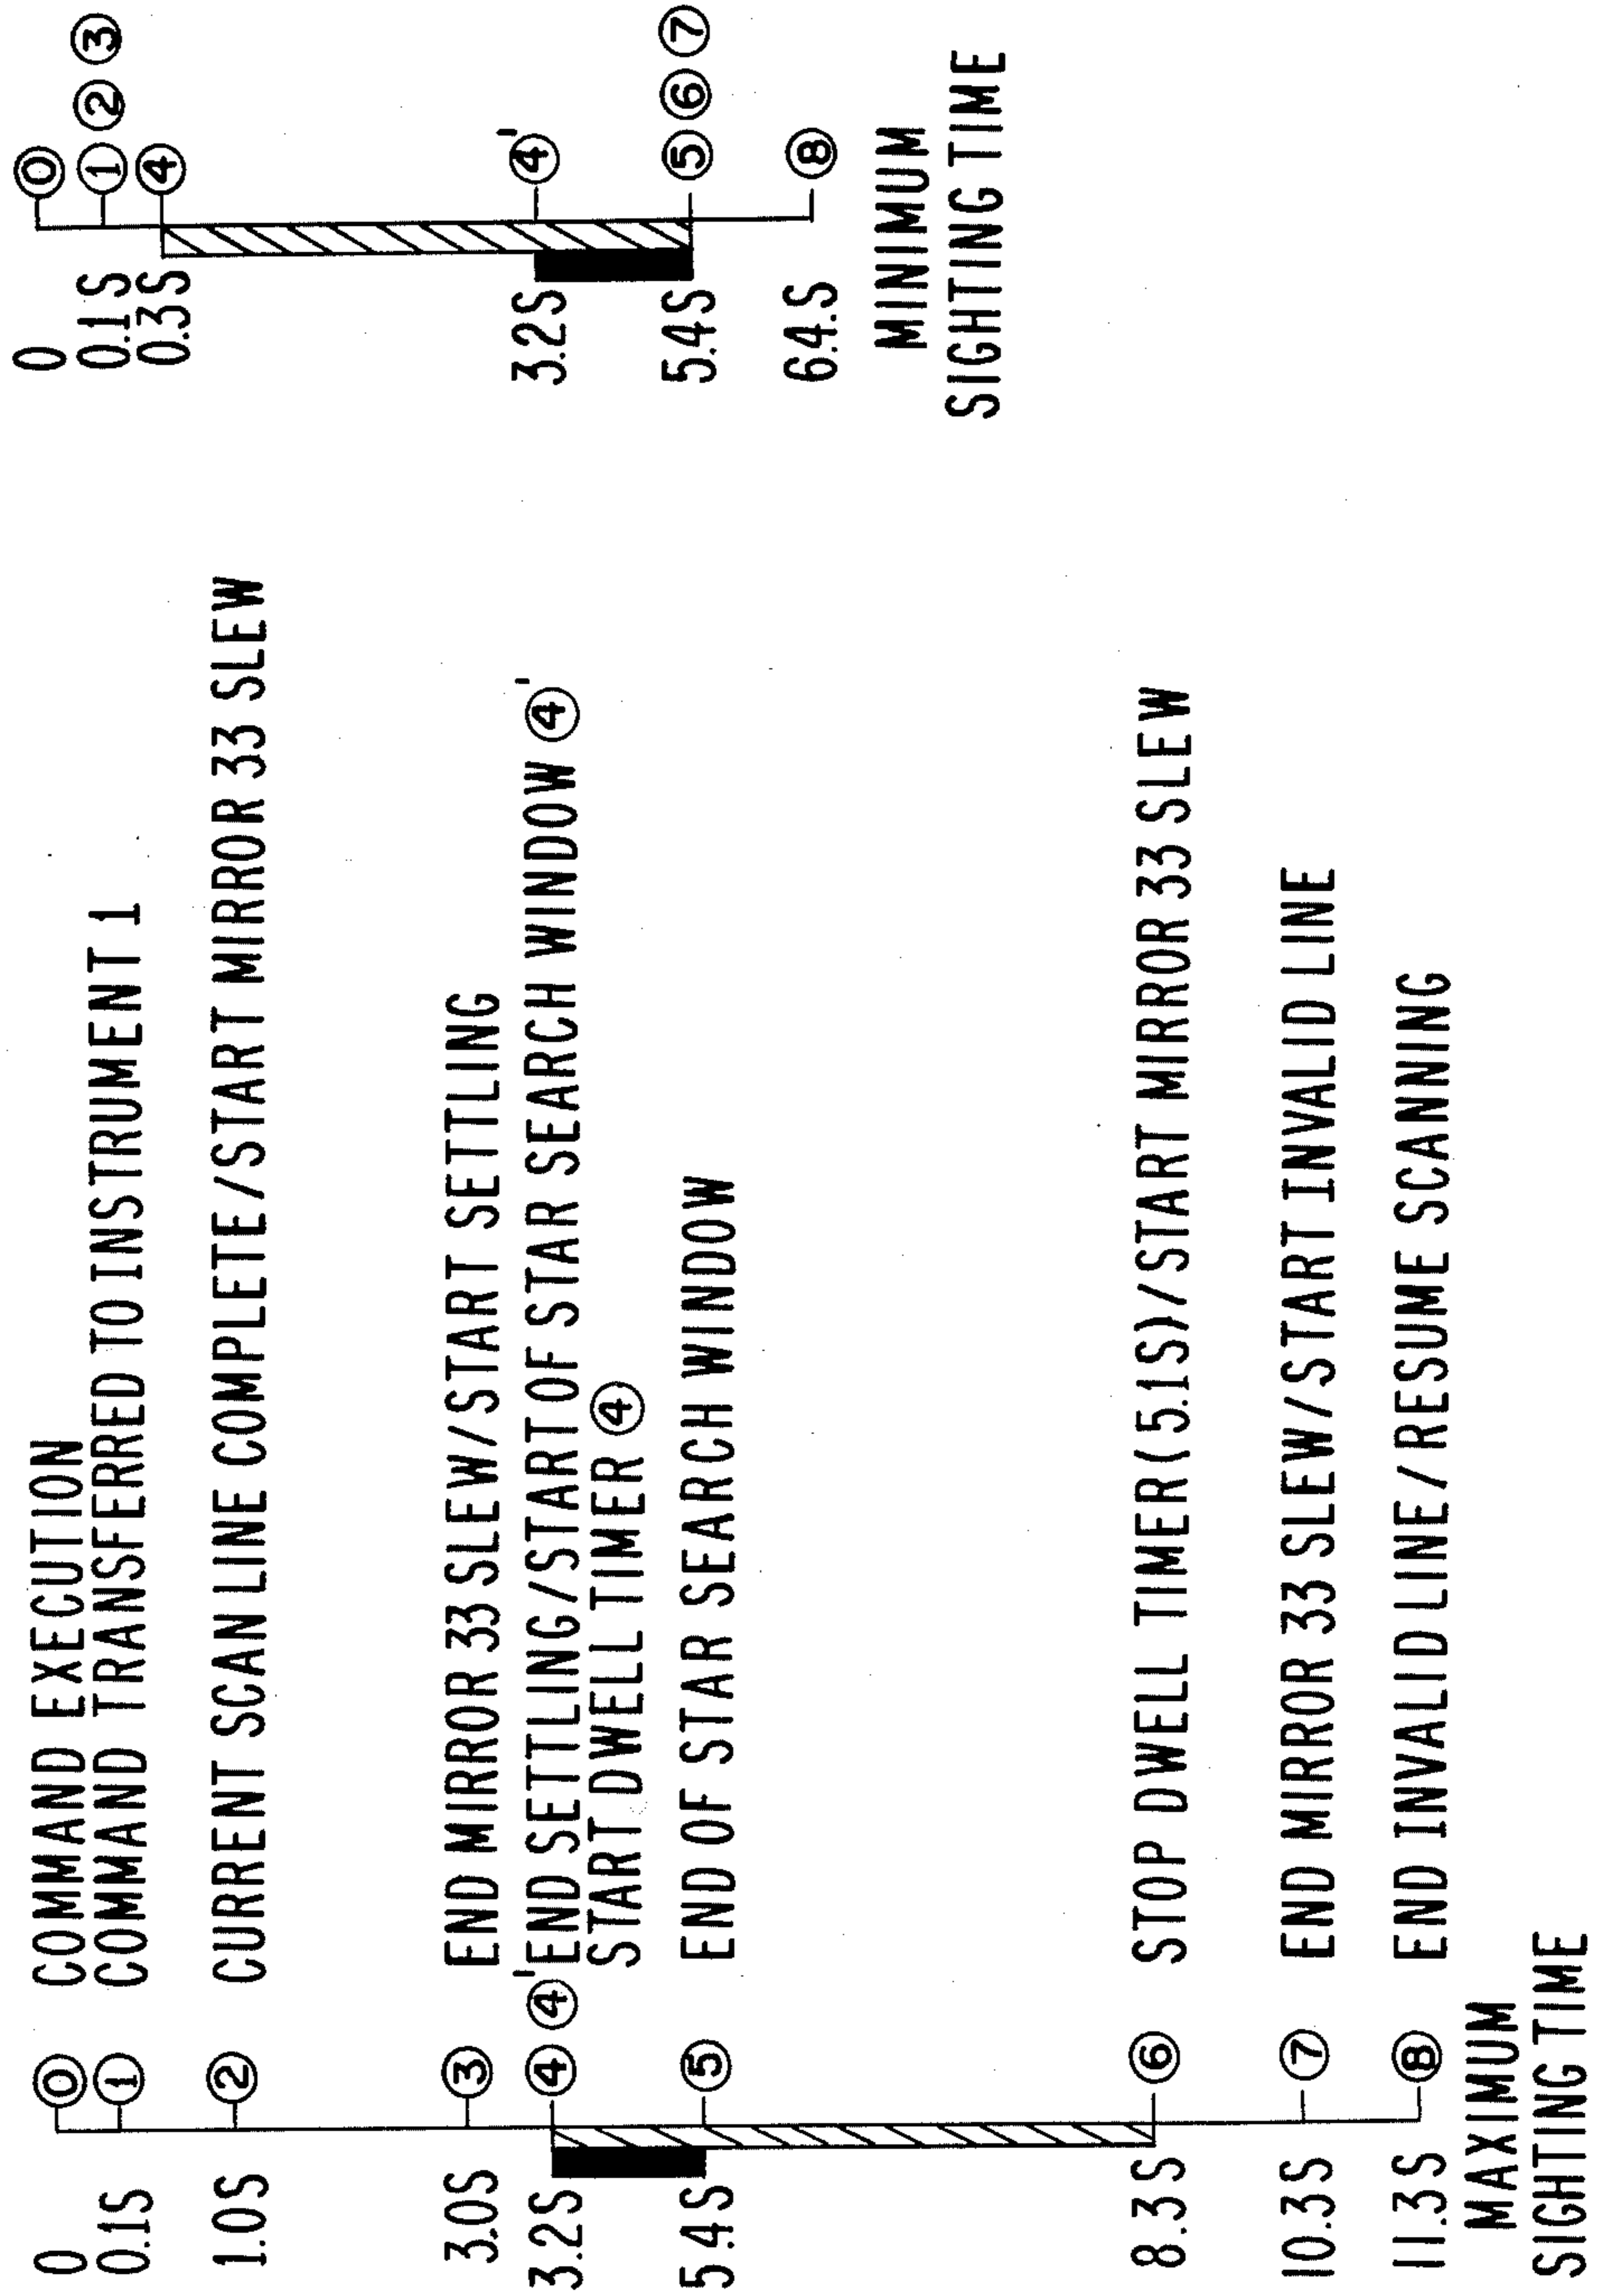 0 ⓪ COMMAND EXECUTION
0.1S ① COMMAND TRANSFERRED TO INSTRUMENT 1
1.0S ② CURRENT SCAN LINE COMPLETE/START MIRROR 33 SLEW
3.0S ③ END MIRROR 33 SLEW/START SETTLING
3.2S ④ ④' END SETTLING/START OF STAR SEARCH WINDOW ④'
START DWELL TIMER ④
5.4S ⑤ END OF STAR SEARCH WINDOW
8.3S ⑥ STOP DWELL TIMER(5.1S)/START MIRROR 33 SLEW
10.3S ⑦ END MIRROR 33 SLEW/START INVALID LINE
11.3S ⑧ END INVALID LINE/RESUME SCANNING
MAXIMUM
SIGHTING TIME
0 ⓪
0.1S ① ② ③
0.3S ④
3.2S ④'
5.4S ⑤ ⑥ ⑦
6.4.S ⑧
MINIMUM
SIGHTING TIME